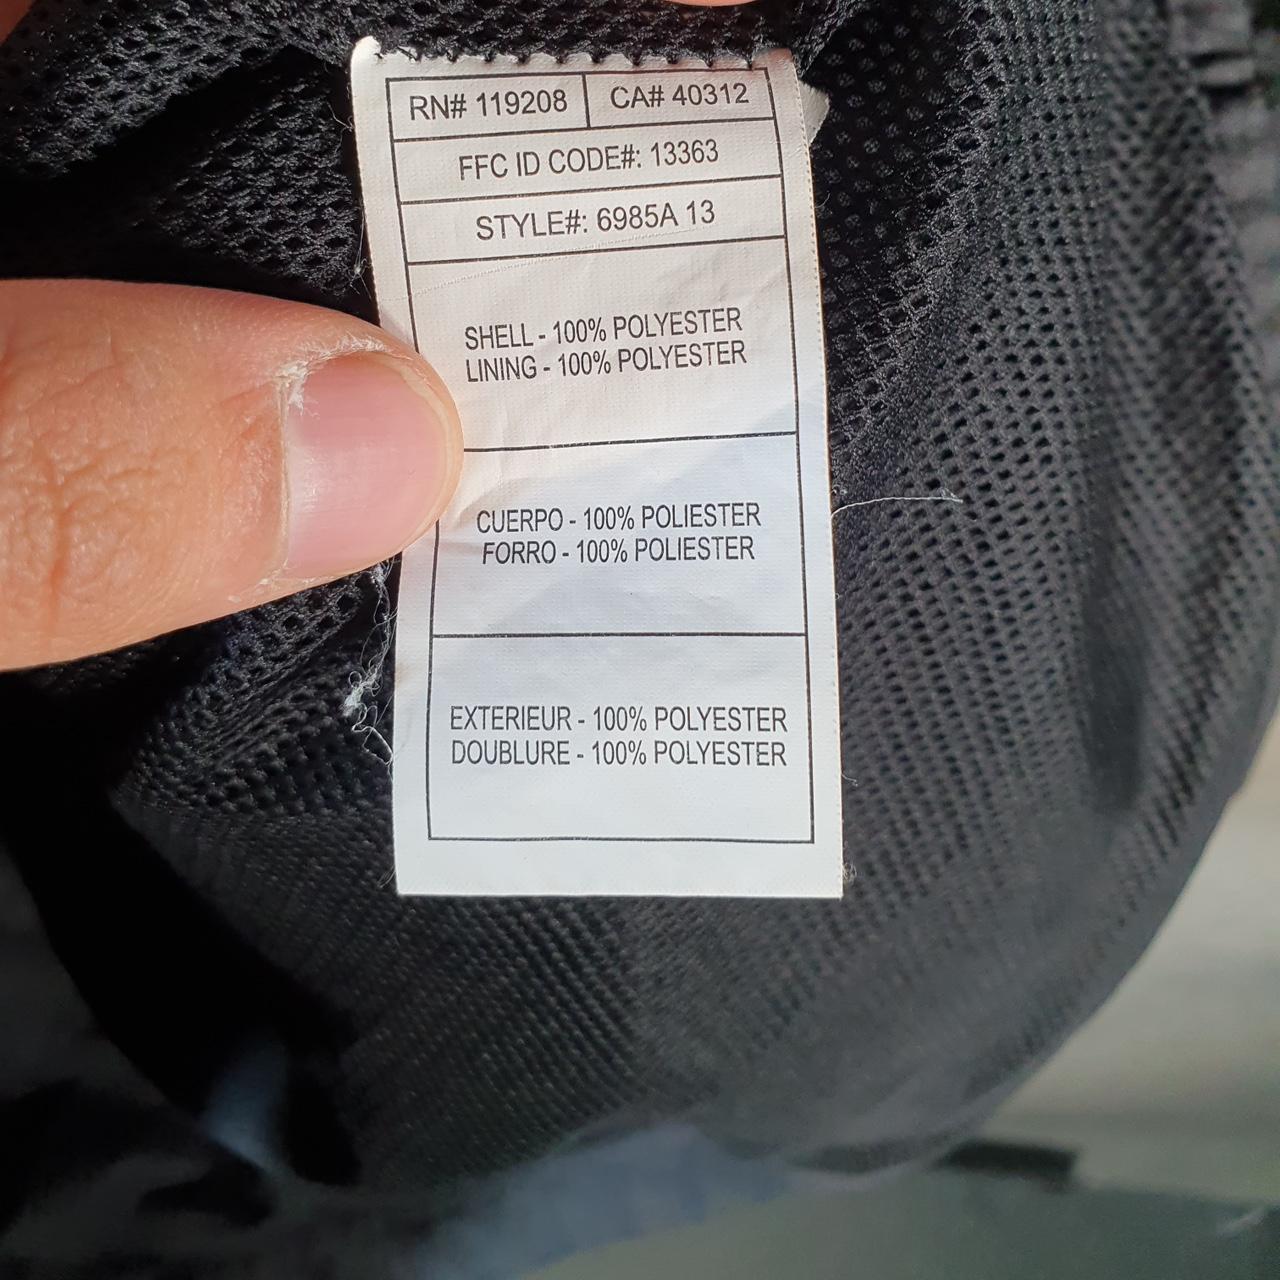 RN# 119208 CA# 40312
FFC ID CODE#: 13363
STYLE#: 6985A 13
SHELL - 100% POLYESTER
LINING - 100% POLYESTER
CUERPO - 100% POLIESTER
FORRO - 100% POLIESTER
EXTERIEUR - 100% POLYESTER
DOUBLURE - 100% POLYESTER